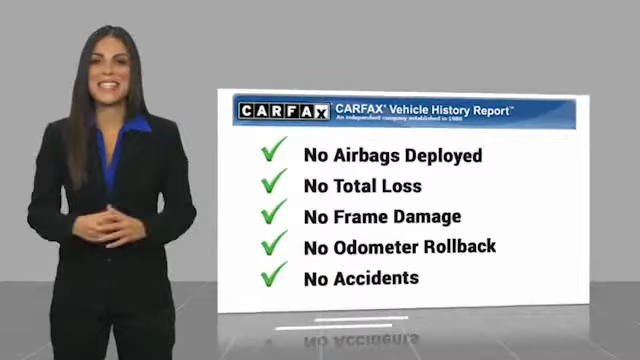 CARFAX CARFAX® Vehicle History Report™
An independent company established in 1986
No Airbags Deployed
No Total Loss
No Frame Damage
No Odometer Rollback
No Accidents